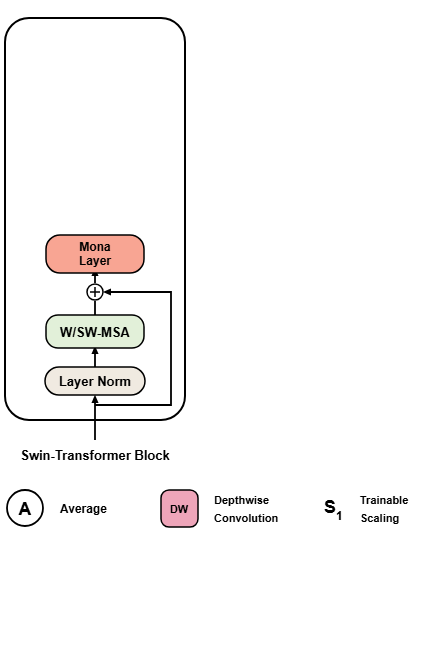 Mona
Layer
W/SW-MSA
Layer Norm
Swin-Transformer Block
A
Average
DW
Depthwise
Convolution
S1
Trainable
Scaling